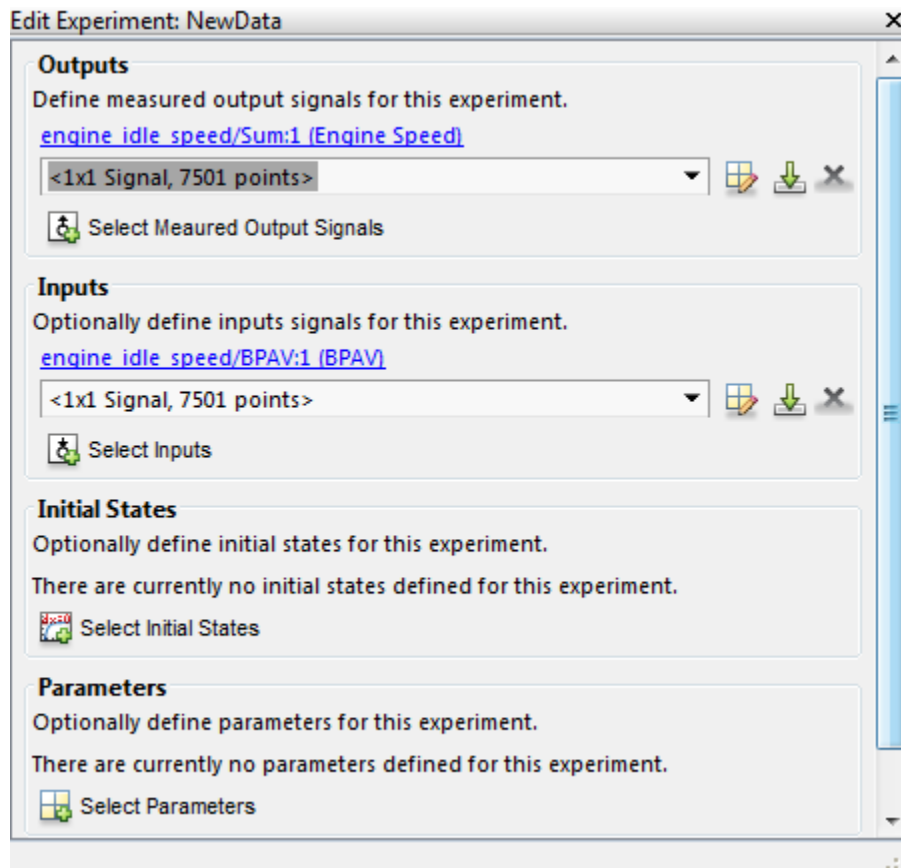 Edit Experiment: NewData
Outputs
Define measured output signals for this experiment.
engine_idle_speed/Sum:1 (Engine Speed)
<1x1 Signal, 7501 points>
Select Meaured Output Signals
Inputs
Optionally define inputs signals for this experiment.
engine_idle_speed/BPAV:1 (BPAV)
<1x1 Signal, 7501 points>
Select Inputs
Initial States
Optionally define initial states for this experiment.
There are currently no initial states defined for this experiment.
Select Initial States
Parameters
Optionally define parameters for this experiment.
There are currently no parameters defined for this experiment.
Select Parameters